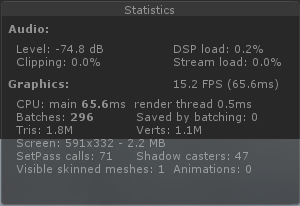 Statistics
Audio:
Level: -74.8 dB DSP load: 0.2%
Clipping: 0.0% Stream load: 0.0%
Graphics: 15.2 FPS (65.6ms)
CPU: main 65.6ms render thread 0.5ms
Batches: 296 Saved by batching: 0
Tris: 1.8M Verts: 1.1M
Screen: 591x332 - 2.2 MB
SetPass calls: 71 Shadow casters: 47
Visible skinned meshes: 1 Animations: 0